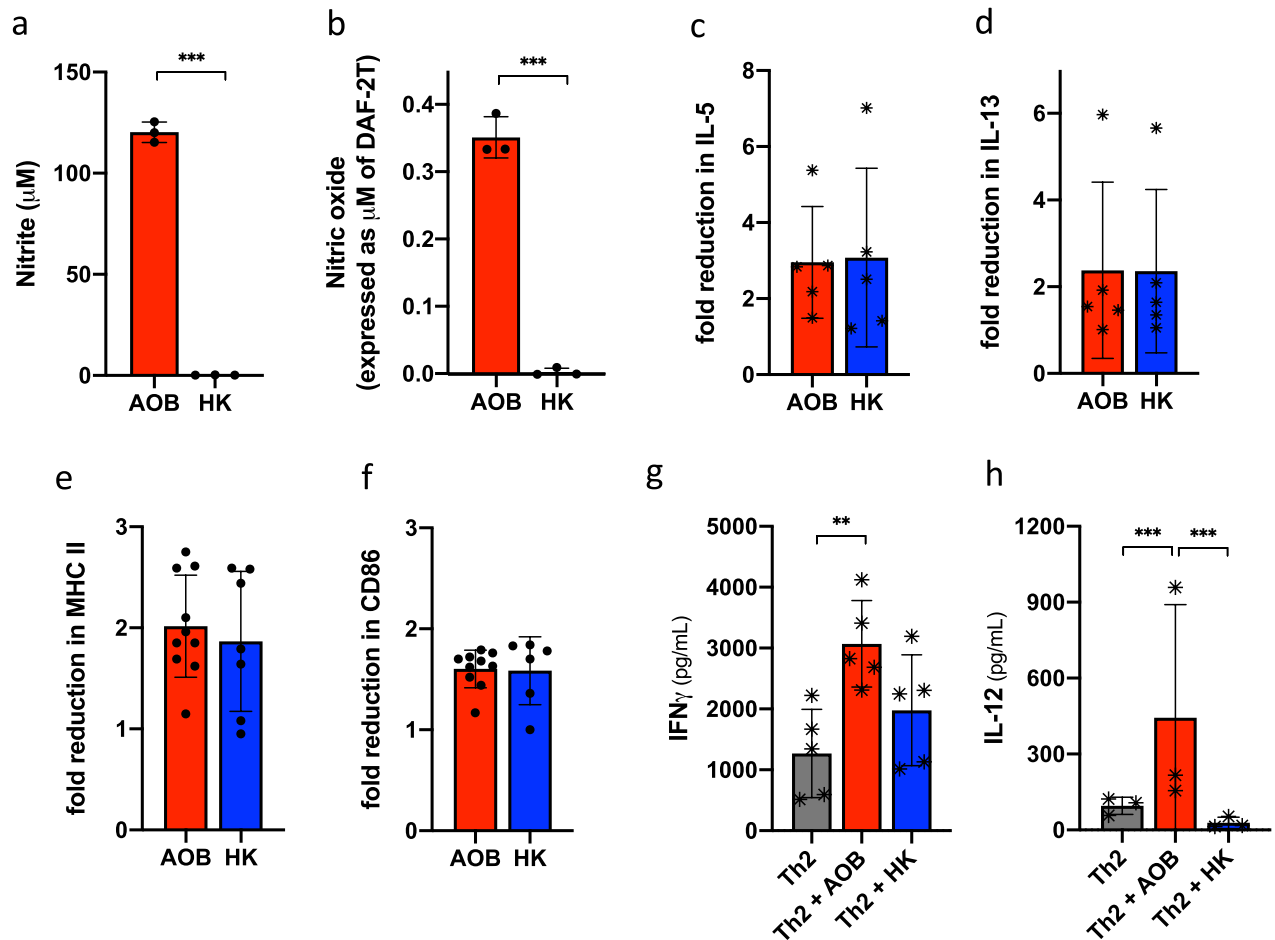 a
***
150
100
50
0
Nitrite (μM)
AOB HK
b
***
0.4
0.3
0.2
0.1
0.0
Nitric oxide
(expressed as μM of DAF-2T)
AOB HK
c
8
6
4
2
0
fold reduction in IL-5
AOB HK
d
6
4
2
0
fold reduction in IL-13
AOB HK
e
3
2
1
0
fold reduction in MHC II
AOB HK
f
3
2
1
0
fold reduction in CD86
AOB HK
g
**
5000
4000
3000
2000
1000
0
IFNγ (pg/mL)
Th2
Th2 + AOB
Th2 + HK
h
*** ***
1200
900
600
300
0
IL-12 (pg/mL)
Th2
Th2 + AOB
Th2 + HK